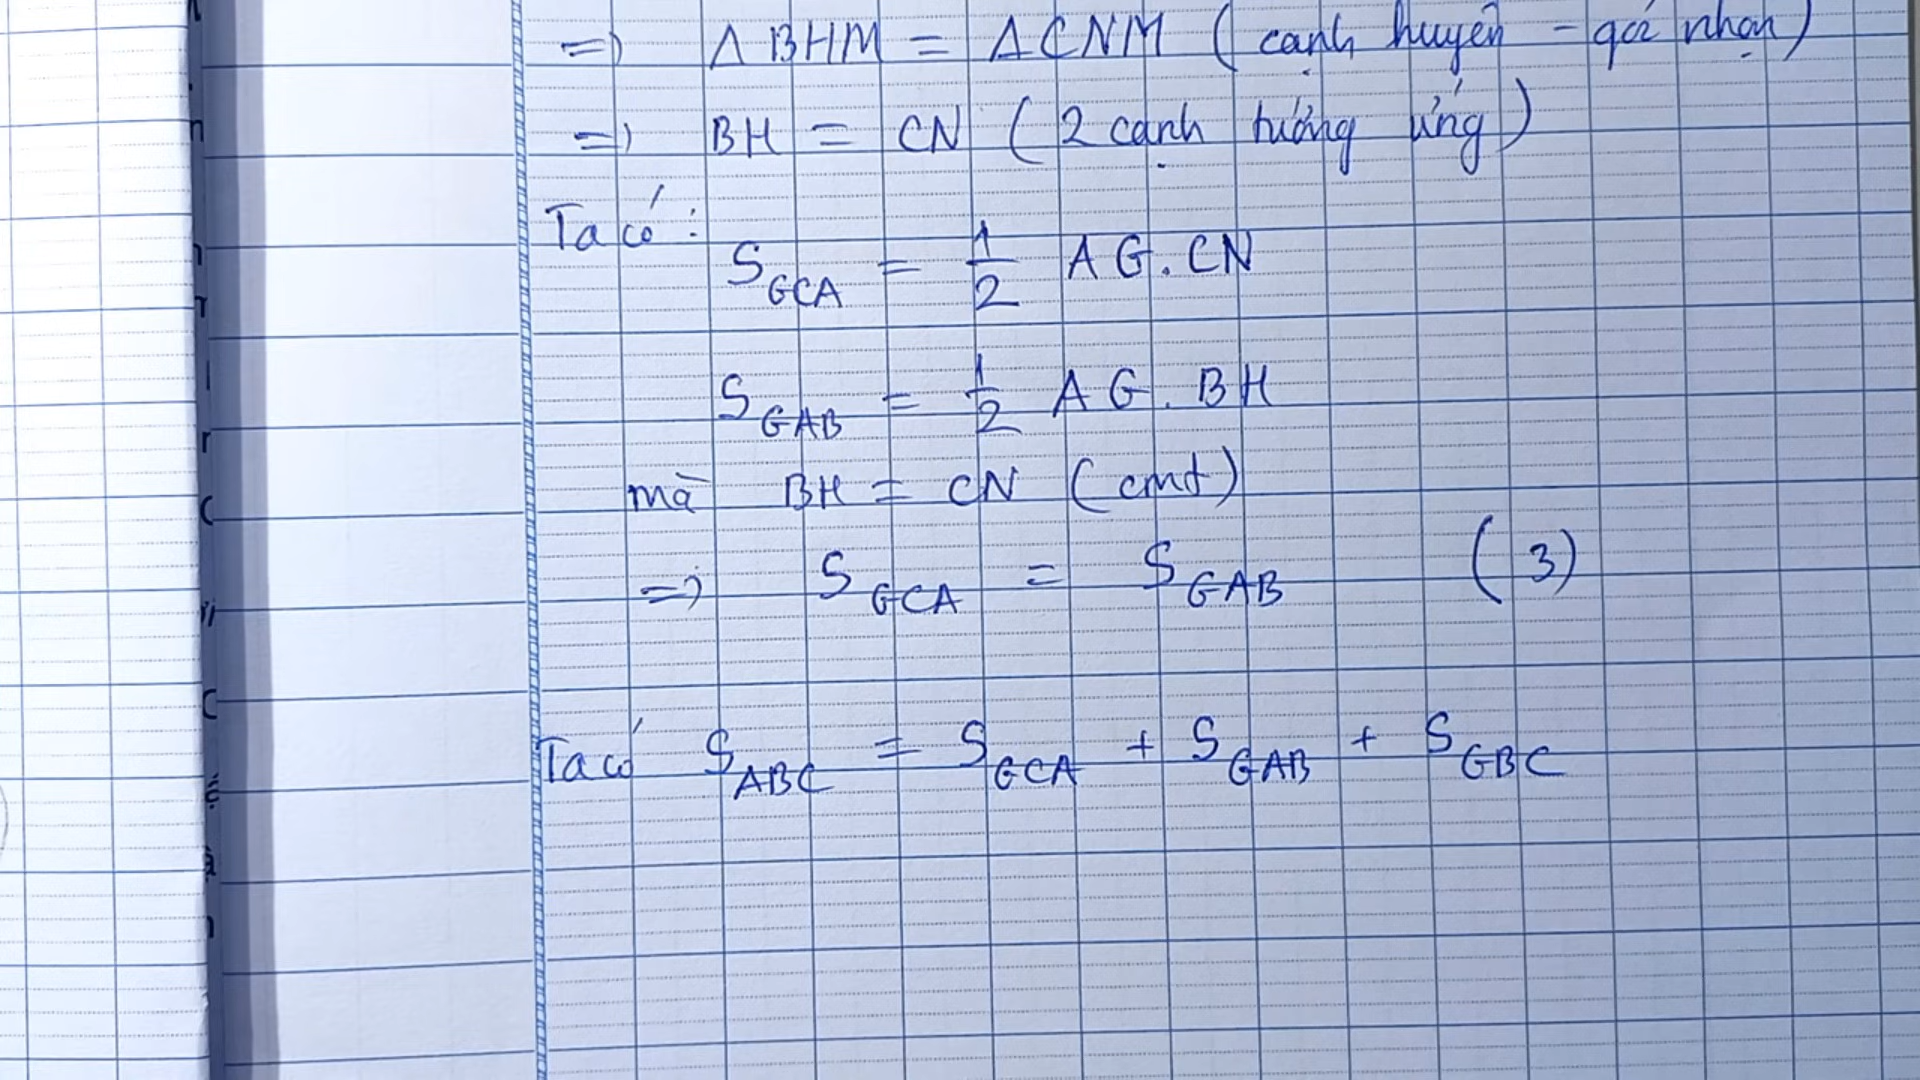 => ΔBHM = ΔCNM (cạnh huyền - góc nhọn)
=> BH = CN (2 cạnh tương ứng)
Ta có:
S_GCA = 1/2 AG.CN
S_GAB = 1/2 AG.BH
mà BH = CN (cmt)
=> S_GCA = S_GAB (3)
Ta có S_ABC = S_GCA + S_GAB + S_GBC